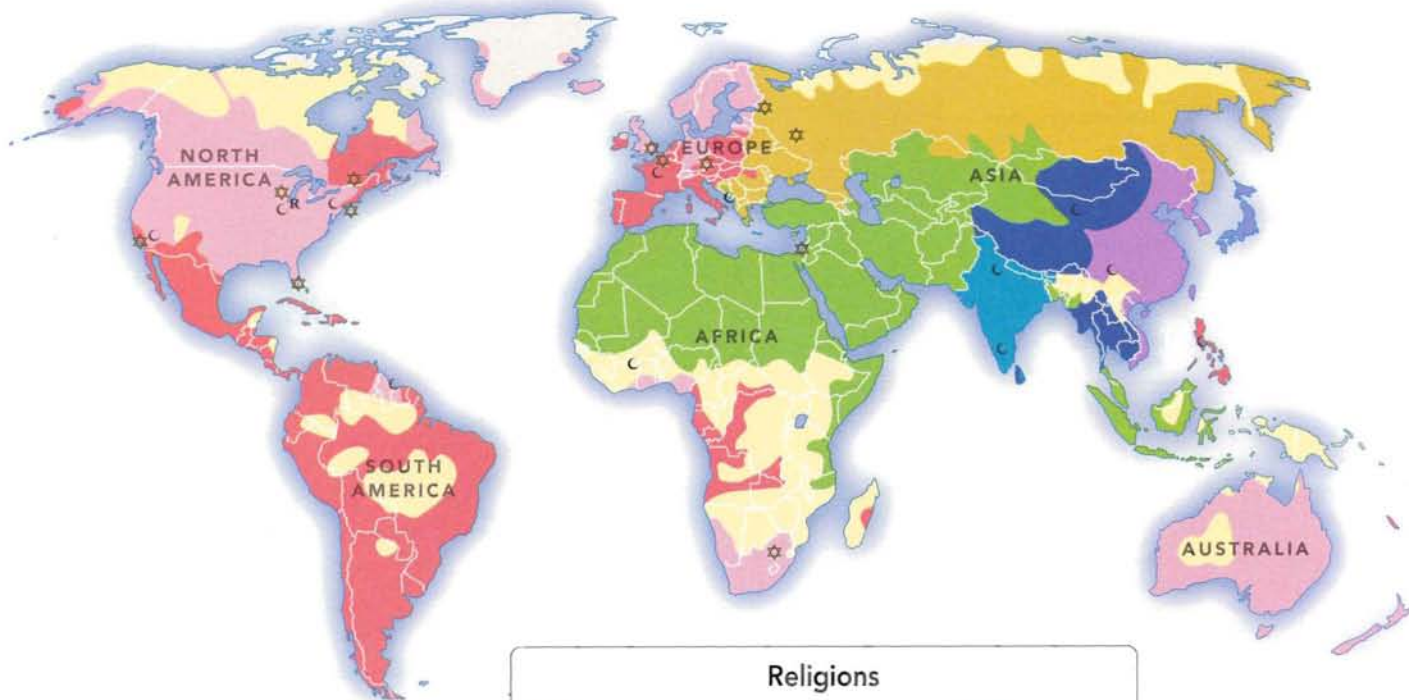 NORTH
AMERICA
R
EUROPE
ASIA
AFRICA
SOUTH
AMERICA
AUSTRALIA
Religions